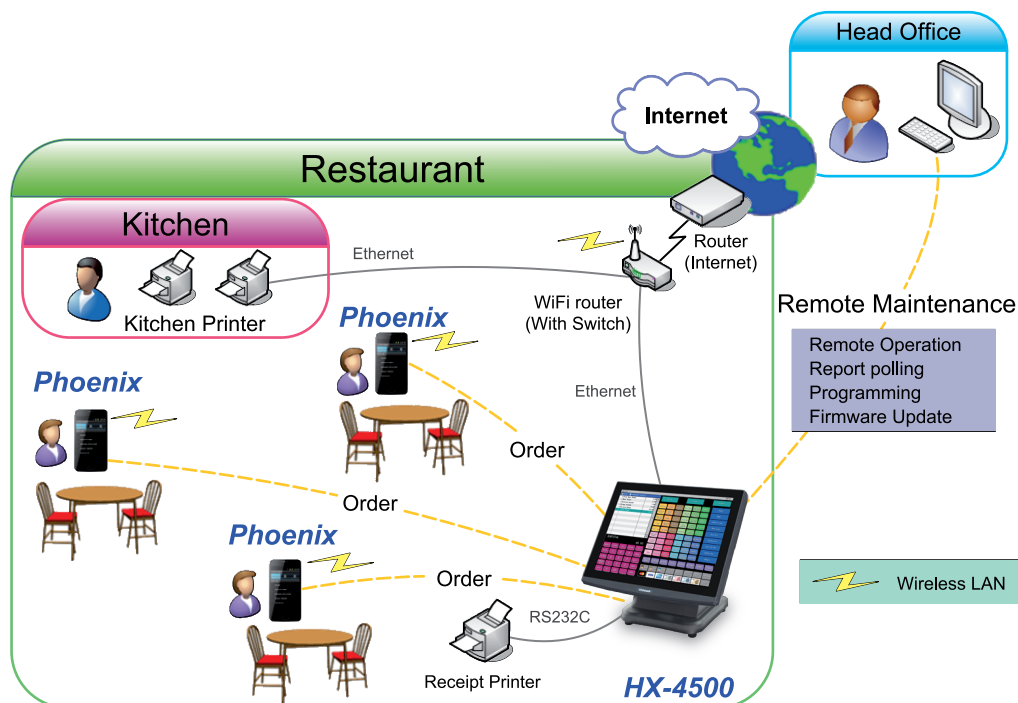 Head Office
Internet
Restaurant
Kitchen
Ethernet
Router
(Internet)
Kitchen Printer
WiFi router
(With Switch)
Remote Maintenance
Remote Operation
Report polling
Programming
Firmware Update
Phoenix
Phoenix
Ethernet
Order
Order
Phoenix
Order
Wireless LAN
RS232C
Receipt Printer
HX-4500